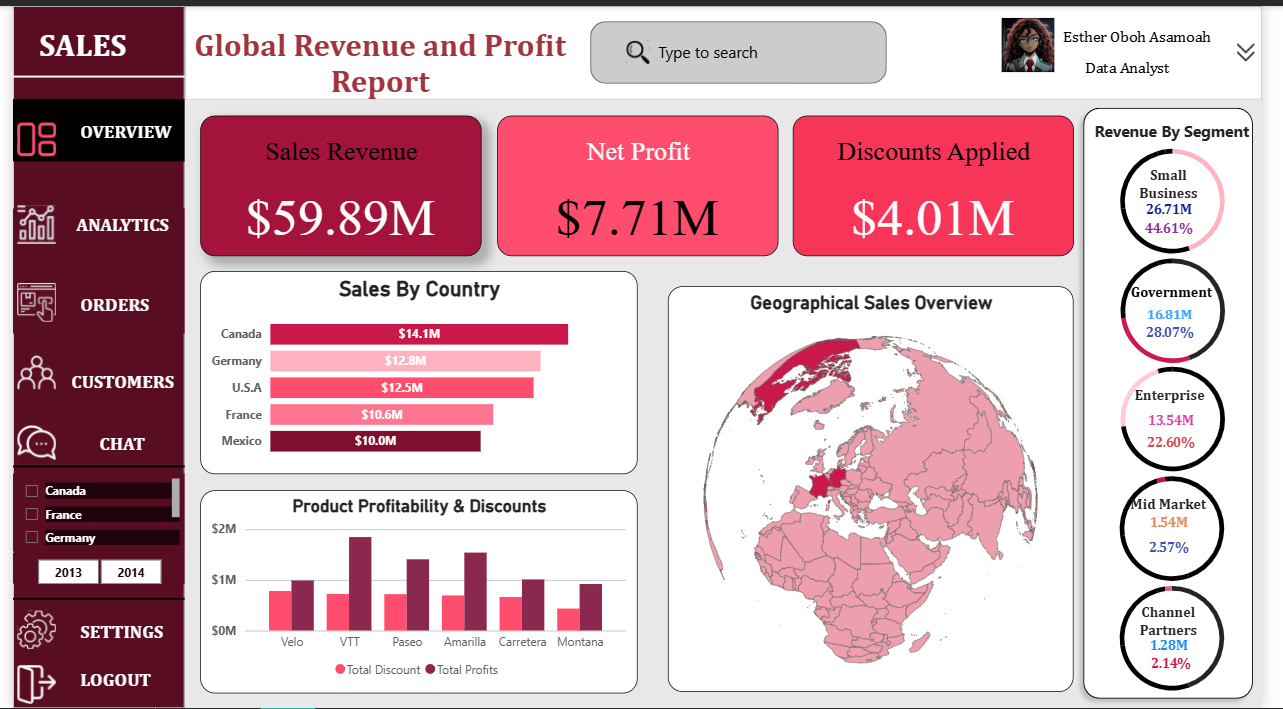 SALES
Global Revenue and Profit
Report
Type to search
Esther Oboh Asamoah
Data Analyst
OVERVIEW
ANALYTICS
ORDERS
CUSTOMERS
CHAT
Canada
France
Germany
2013
2014
SETTINGS
LOGOUT
Sales Revenue
$59.89M
Net Profit
$7.71M
Discounts Applied
$4.01M
Sales By Country
Canada $14.1M
Germany $12.8M
U.S.A $12.5M
France $10.6M
Mexico $10.0M
Product Profitability & Discounts
$2M
$1M
$0M
Velo VTT Paseo Amarilla Carretera Montana
Total Discount Total Profits
Geographical Sales Overview
Revenue By Segment
Small
Business
26.71M
44.61%
Government
16.81M
28.07%
Enterprise
13.54M
22.60%
Mid Market
1.54M
2.57%
Channel
Partners
1.28M
2.14%